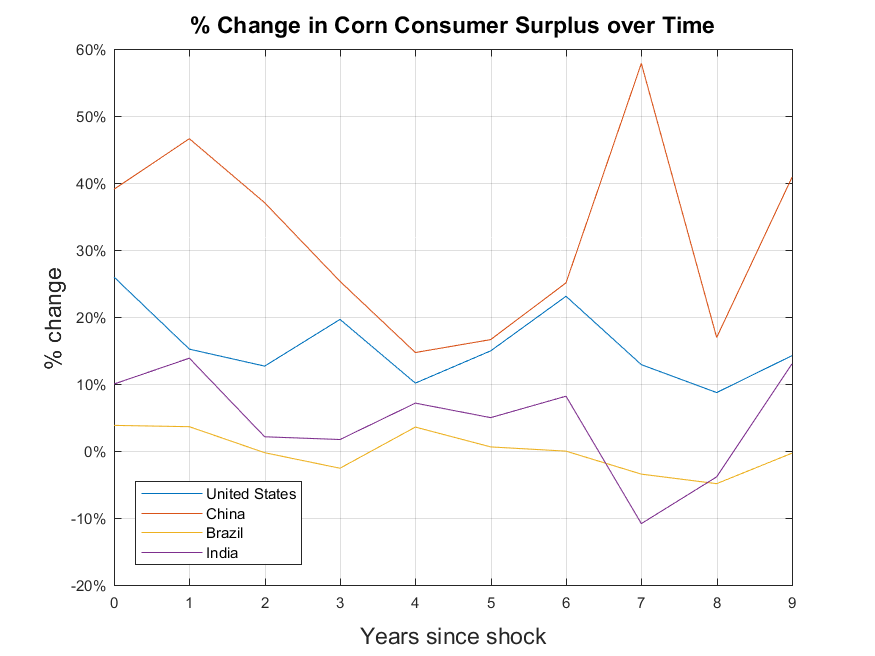 % Change in Corn Consumer Surplus over Time
60%
50%
40%
30%
20%
10%
0%
-10%
-20%
% change
United States
China
Brazil
India
0 1 2 3 4 5 6 7 8 9
Years since shock